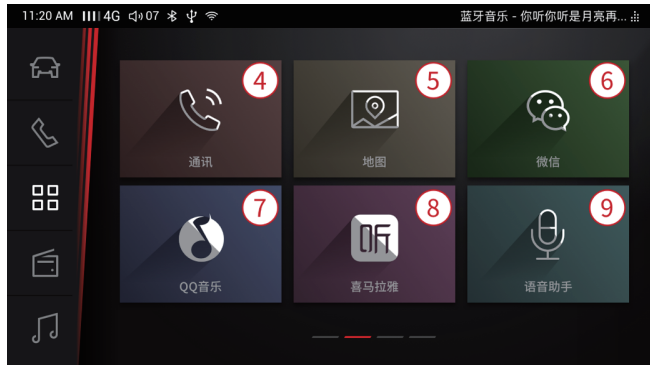 11:20 AM 4G 07 蓝牙音乐 - 你听你听是月亮再...
4 5 6
通讯 地图 微信
7 8 9
听
QQ音乐 喜马拉雅 语音助手